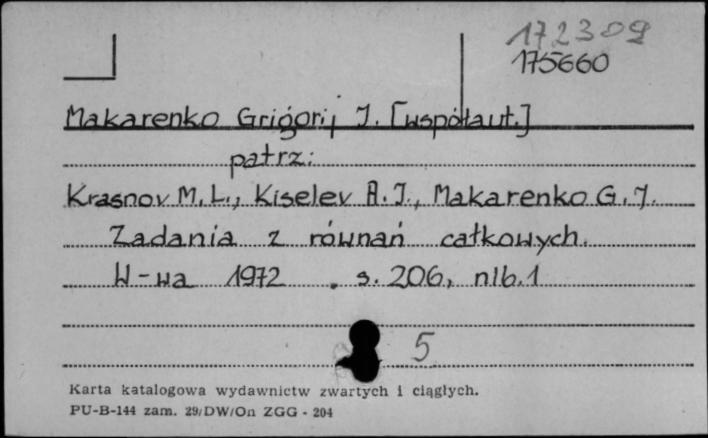 172309
175660
Makarenko Grigorij J. [współaut.]
patrz:
Krasnov M.L., Kiselev A.J., Makarenko G.J.
Zadania z równań całkowych.
W-wa 1972 . s. 206, nlb.1
5
Karta katalogowa wydawnictw zwartych i ciągłych.
PU-B-144 zam. 29/DW/On ZGG - 204